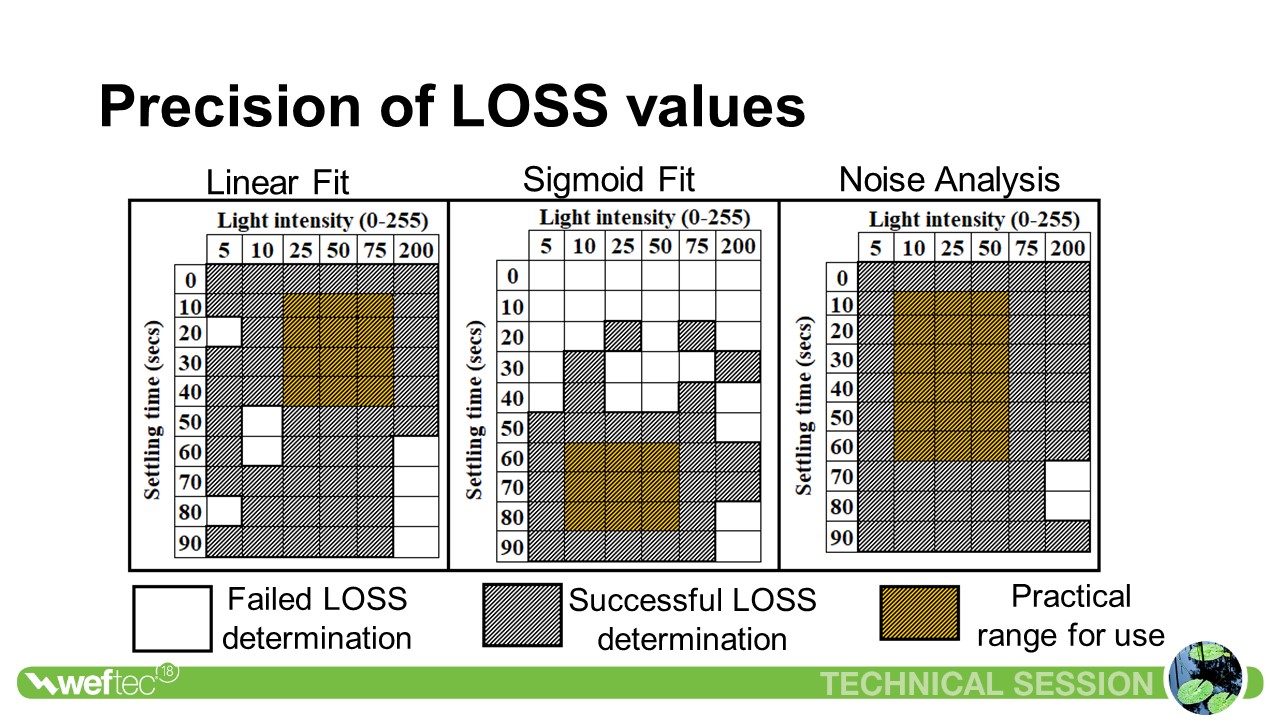 Precision of LOSS values
Linear Fit
Sigmoid Fit
Noise Analysis
Light intensity (0-255)
5 10 25 50 75 200
Settling time (secs)
0
10
20
30
40
50
60
70
80
90
Light intensity (0-255)
5 10 25 50 75 200
Settling time (secs)
0
10
20
30
40
50
60
70
80
90
Light intensity (0-255)
5 10 25 50 75 200
Settling time (secs)
0
10
20
30
40
50
60
70
80
90
Failed LOSS
determination
Successful LOSS
determination
Practical
range for use
weftec 18
TECHNICAL SESSION